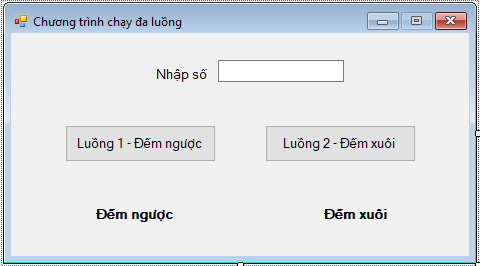 Chương trình chạy đa luồng
Nhập số
Luồng 1 - Đếm ngược
Luồng 2 - Đếm xuôi
Đếm ngược
Đếm xuôi